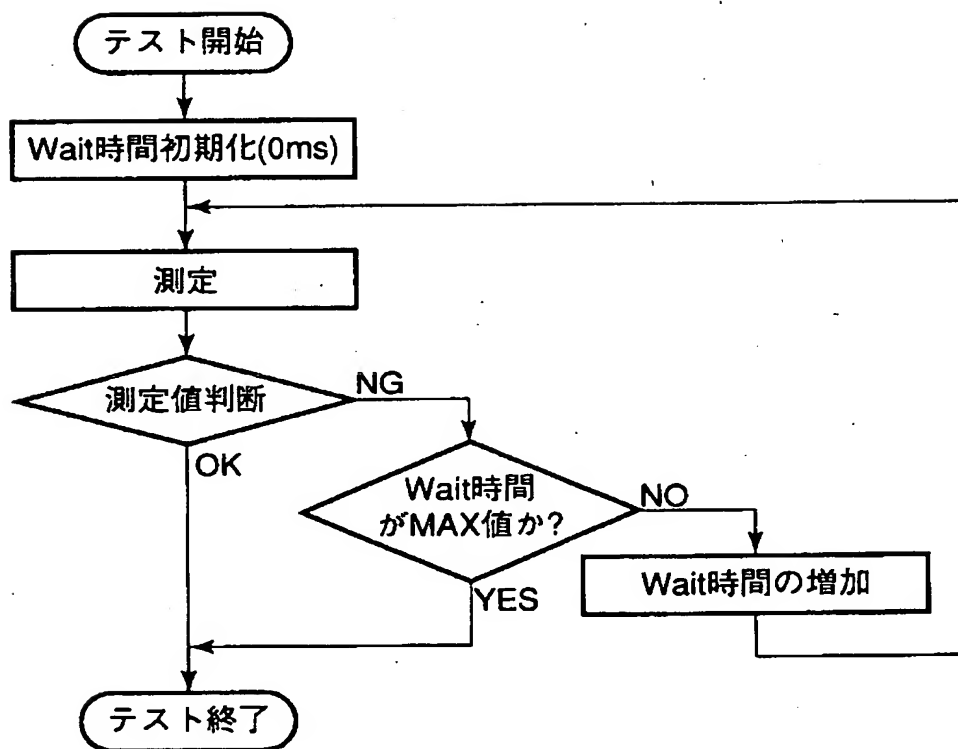 テスト開始
Wait時間初期化(0ms)
測定
測定値判断
NG
OK
Wait時間
がMAX値か?
NO
YES
Wait時間の増加
テスト終了